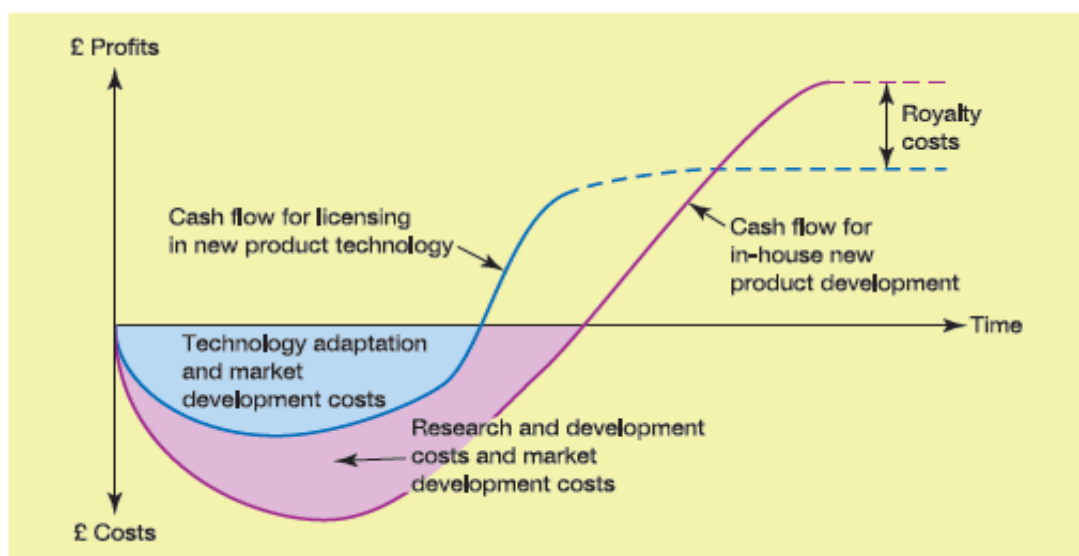 £ Profits
Royalty
costs
Cash flow for licensing
in new product technology
Cash flow for
in-house new
product development
Time
Technology adaptation
and market
development costs
Research and development
costs and market
development costs
£ Costs